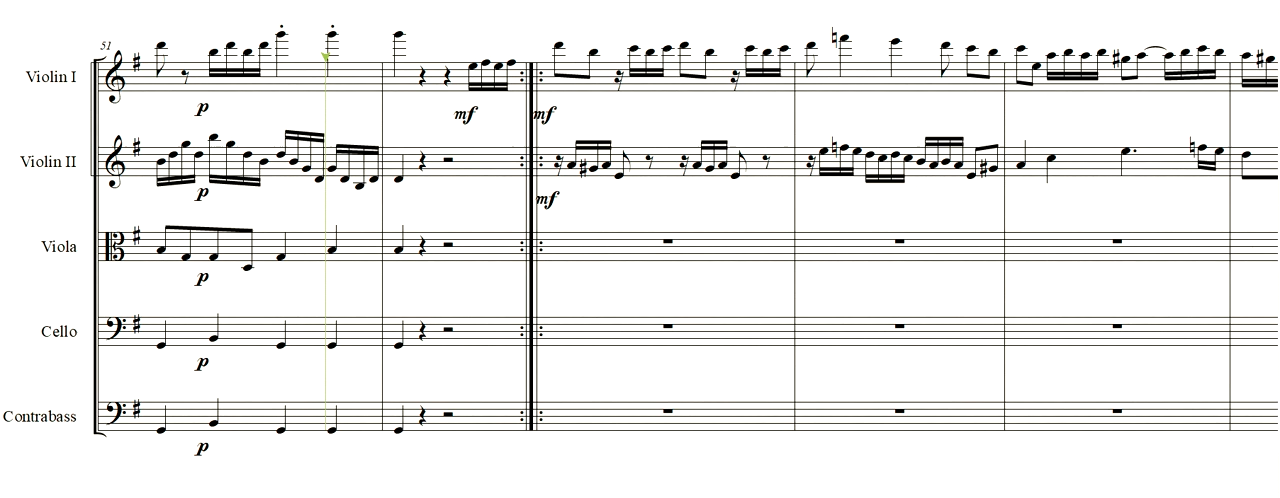 51
Violin I
p
mf
mf
Violin II
p
mf
Viola
p
Cello
p
Contrabass
p